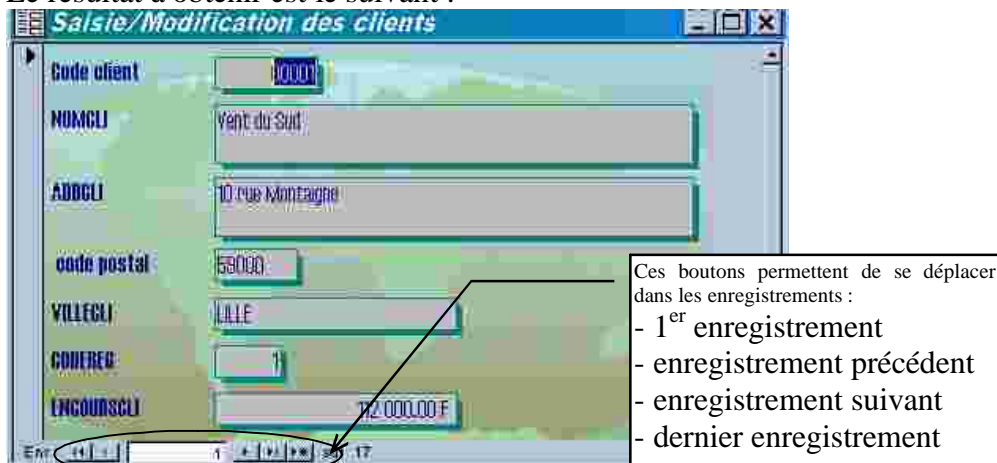 Le résultat à obtenir est le suivant :
Saisie/Modification des clients
Code client
10001
NOMCLI
Vent du Sud
ADRCLI
10 rue Montaigne
code postal
59000
VILLECLI
LILLE
CODEREG
1
ENCOURSCLI
112 000,00 F
Ces boutons permettent de se déplacer
dans les enregistrements :
- 1er enregistrement
- enregistrement précédent
- enregistrement suivant
- dernier enregistrement
Enr
1
17